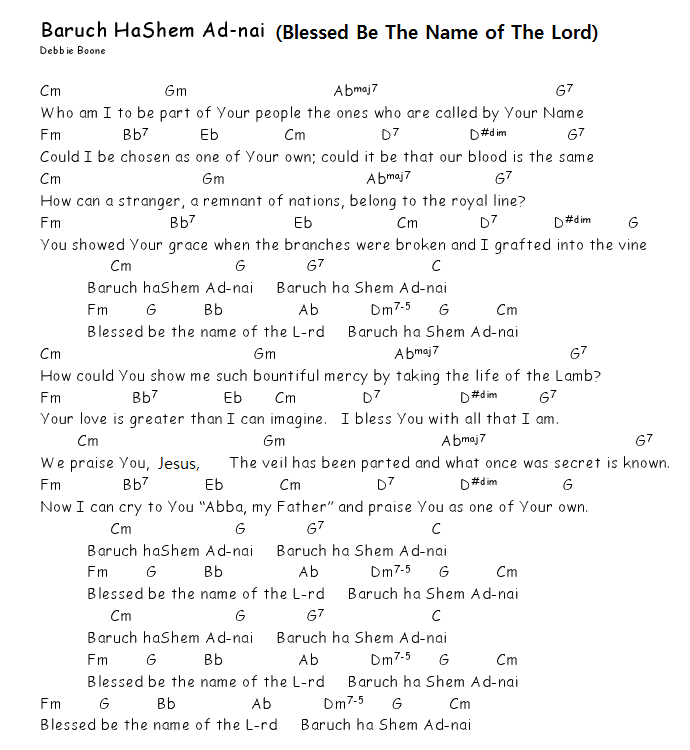 Baruch HaShem Ad-nai (Blessed Be The Name of The Lord)
Debbie Boone
Cm Gm Abmaj7 G7
Who am I to be part of Your people the ones who are called by Your Name
Fm Bb7 Eb Cm D7 D#dim G7
Could I be chosen as one of Your own; could it be that our blood is the same
Cm Gm Abmaj7 G7
How can a stranger, a remnant of nations, belong to the royal line?
Fm Bb7 Eb Cm D7 D#dim G
You showed Your grace when the branches were broken and I grafted into the vine
Cm G G7 C
Baruch haShem Ad-nai Baruch ha Shem Ad-nai
Fm G Bb Ab Dm7-5 G Cm
Blessed be the name of the L-rd Baruch ha Shem Ad-nai
Cm Gm Abmaj7 G7
How could You show me such bountiful mercy by taking the life of the Lamb?
Fm Bb7 Eb Cm D7 D#dim G7
Your love is greater than I can imagine. I bless You with all that I am.
Cm Gm Abmaj7 G7
We praise You, Jesus, The veil has been parted and what once was secret is known.
Fm Bb7 Eb Cm D7 D#dim G
Now I can cry to You “Abba, my Father” and praise You as one of Your own.
Cm G G7 C
Baruch haShem Ad-nai Baruch ha Shem Ad-nai
Fm G Bb Ab Dm7-5 G Cm
Blessed be the name of the L-rd Baruch ha Shem Ad-nai
Cm G G7 C
Baruch haShem Ad-nai Baruch ha Shem Ad-nai
Fm G Bb Ab Dm7-5 G Cm
Blessed be the name of the L-rd Baruch ha Shem Ad-nai
Fm G Bb Ab Dm7-5 G Cm
Blessed be the name of the L-rd Baruch ha Shem Ad-nai